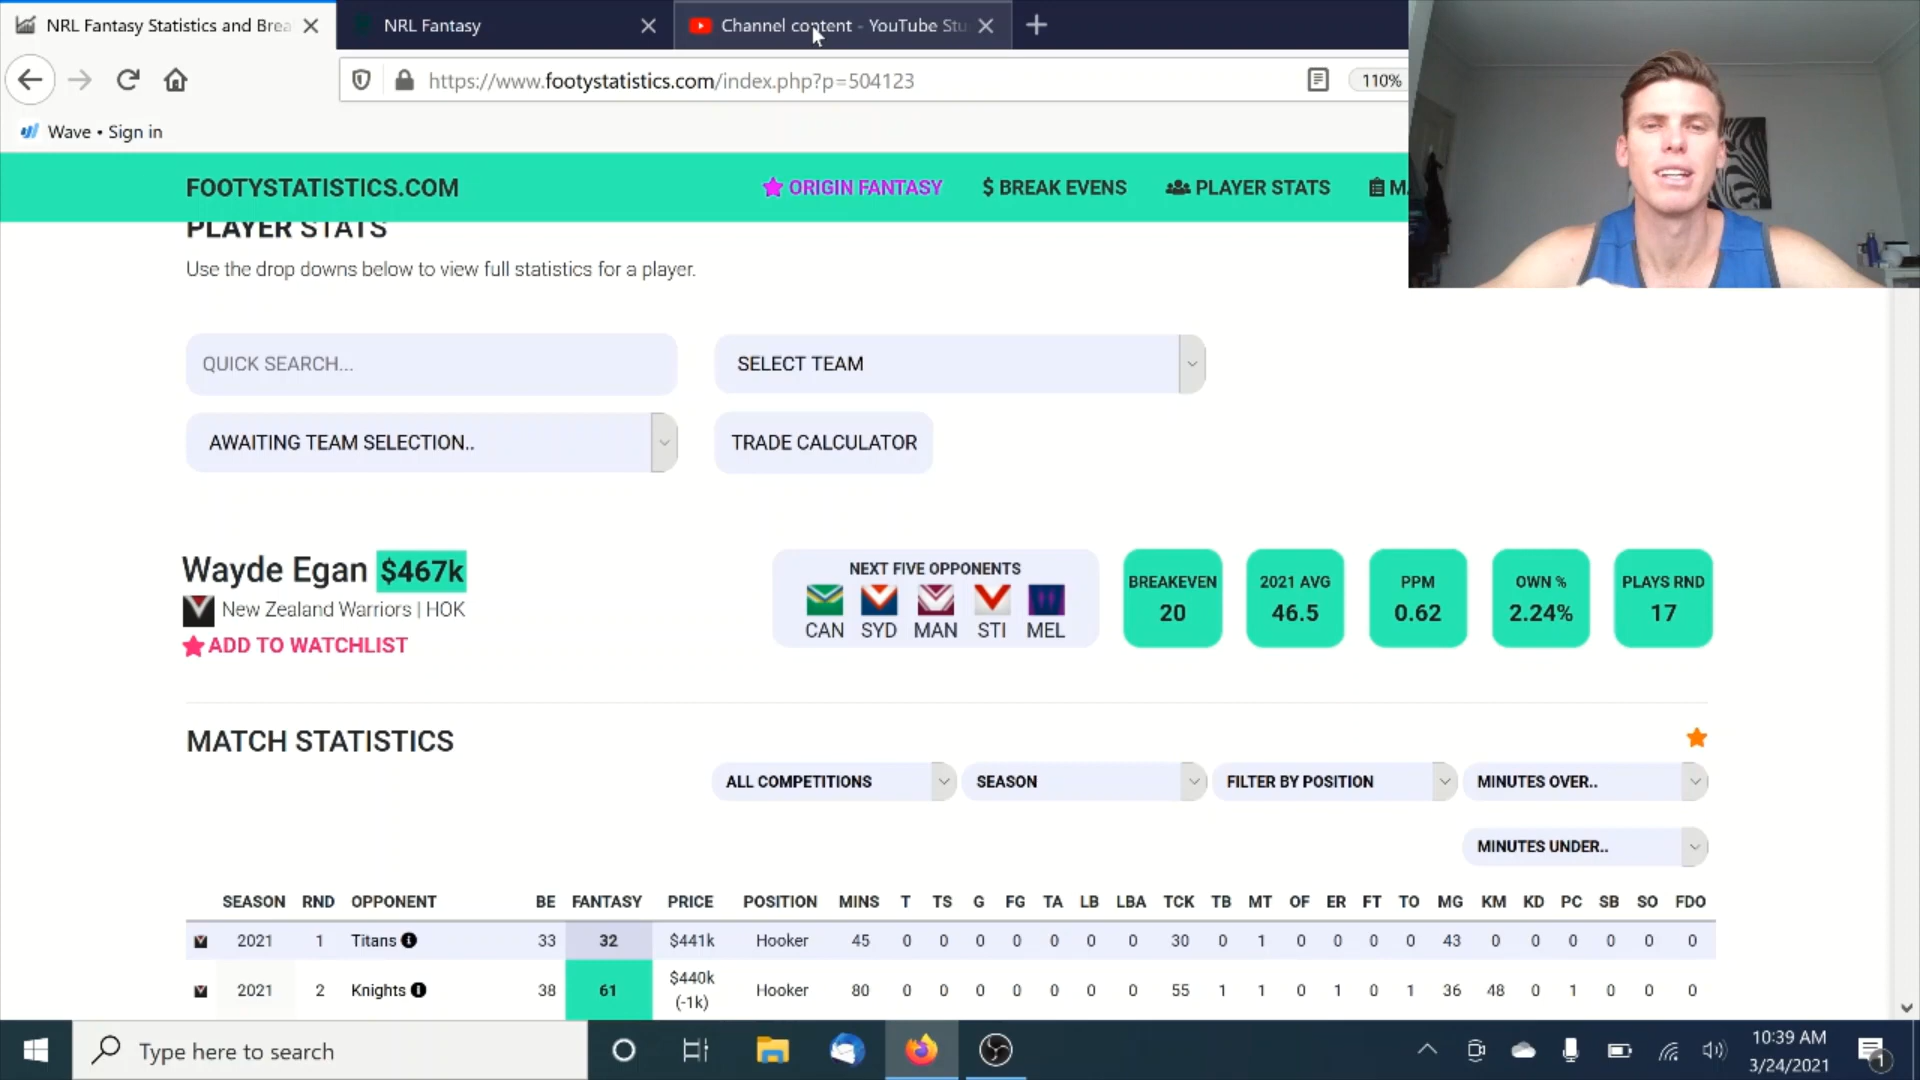 NRL Fantasy Statistics and Brea
NRL Fantasy
Channel content - YouTube Stu
https://www.footystatistics.com/index.php?p=504123
110%
Wave • Sign in
FOOTYSTATISTICS.COM
ORIGIN FANTASY
$ BREAK EVENS
PLAYER STATS
M
PLAYER STATS
Use the drop downs below to view full statistics for a player.
QUICK SEARCH...
SELECT TEAM
AWAITING TEAM SELECTION..
TRADE CALCULATOR
Wayde Egan $467k
New Zealand Warriors | HOK
ADD TO WATCHLIST
NEXT FIVE OPPONENTS
CAN SYD MAN STI MEL
BREAKEVEN
20
2021 AVG
46.5
PPM
0.62
OWN %
2.24%
PLAYS RND
17
MATCH STATISTICS
ALL COMPETITIONS
SEASON
FILTER BY POSITION
MINUTES OVER..
MINUTES UNDER..
SEASON RND OPPONENT BE FANTASY PRICE POSITION MINS T TS G FG TA LB LBA TCK TB MT OF ER FT TO MG KM KD PC SB SO FDO
2021 1 Titans 33 32 $441k Hooker 45 0 0 0 0 0 0 0 30 0 1 0 0 0 0 43 0 0 0 0 0 0
2021 2 Knights 38 61 $440k (-1k) Hooker 80 0 0 0 0 0 0 0 55 1 1 0 1 0 1 36 48 0 1 0 0 0
Type here to search
10:39 AM
3/24/2021
1